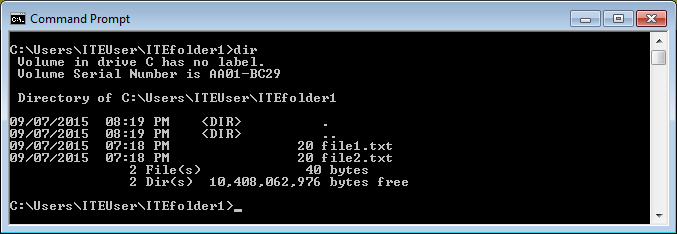 Command Prompt
C:\Users\ITEUser\ITEfolder1>dir
 Volume in drive C has no label.
 Volume Serial Number is AA01-BC29

 Directory of C:\Users\ITEUser\ITEfolder1

09/07/2015  08:19 PM    <DIR>          .
09/07/2015  08:19 PM    <DIR>          ..
09/07/2015  07:18 PM                20 file1.txt
09/07/2015  07:18 PM                20 file2.txt
               2 File(s)             40 bytes
               2 Dir(s)  10,408,062,976 bytes free

C:\Users\ITEUser\ITEfolder1>_